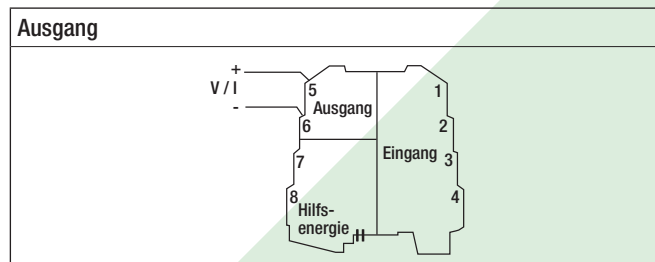 Ausgang
+
V / I
-
5
Ausgang
6
7
8
Hilfs-
energie
Eingang
1
2
3
4